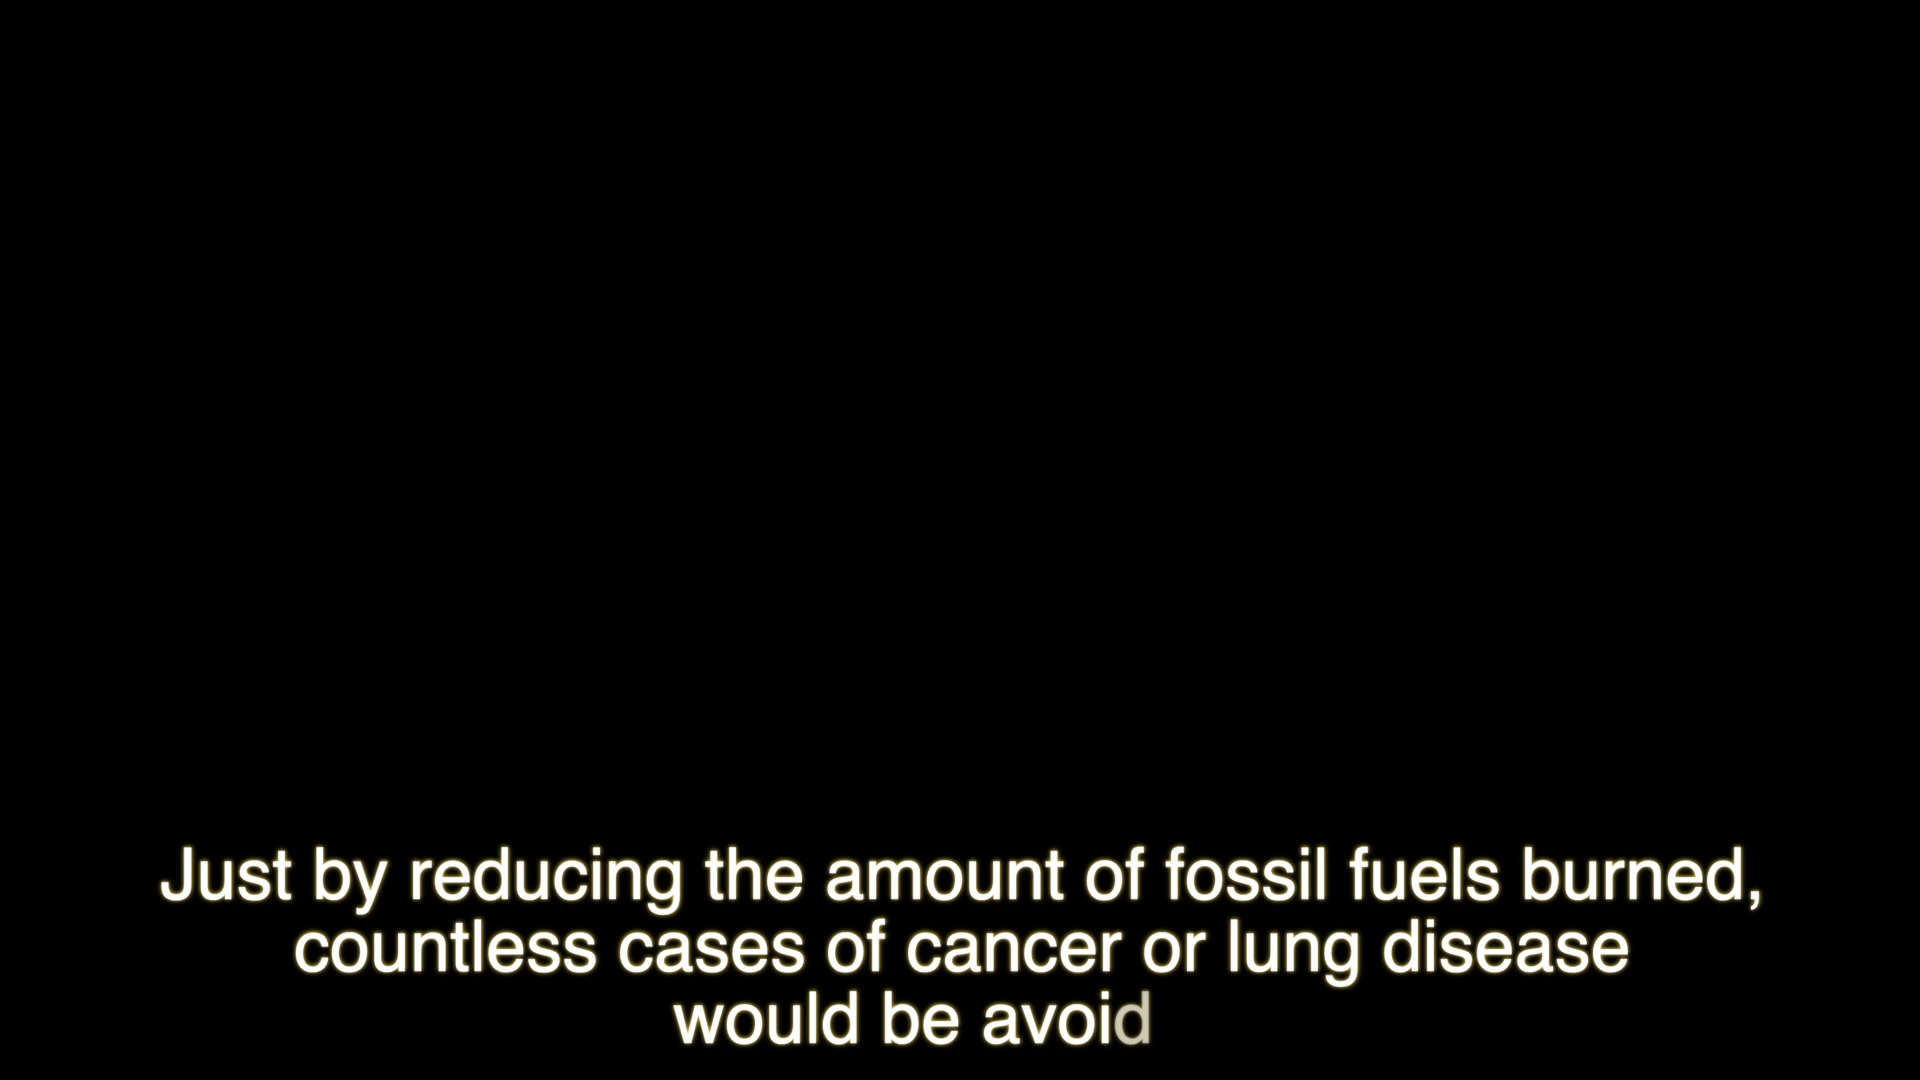 Just by reducing the amount of fossil fuels burned,
countless cases of cancer or lung disease
would be avoid